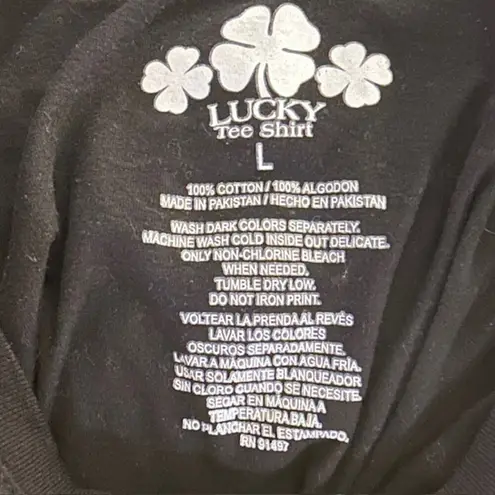 LUCKY
Tee Shirt
L
100% COTTON / 100% ALGODON
MADE IN PAKISTAN / HECHO EN PAKISTAN
WASH DARK COLORS SEPARATELY.
MACHINE WASH COLD INSIDE OUT DELICATE.
ONLY NON-CHLORINE BLEACH
WHEN NEEDED.
TUMBLE DRY LOW.
DO NOT IRON PRINT.
VOLTEAR LA PRENDA AL REVÉS
LAVAR LOS COLORES
OSCUROS SEPARADAMENTE.
LAVAR A MÁQUINA CON AGUA FRÍA.
USAR SOLAMENTE BLANQUEADOR
SIN CLORO CUANDO SE NECESITE.
SECAR EN MÁQUINA A
TEMPERATURA BAJA.
NO PLANCHAR EL ESTAMPADO.
RN 91497